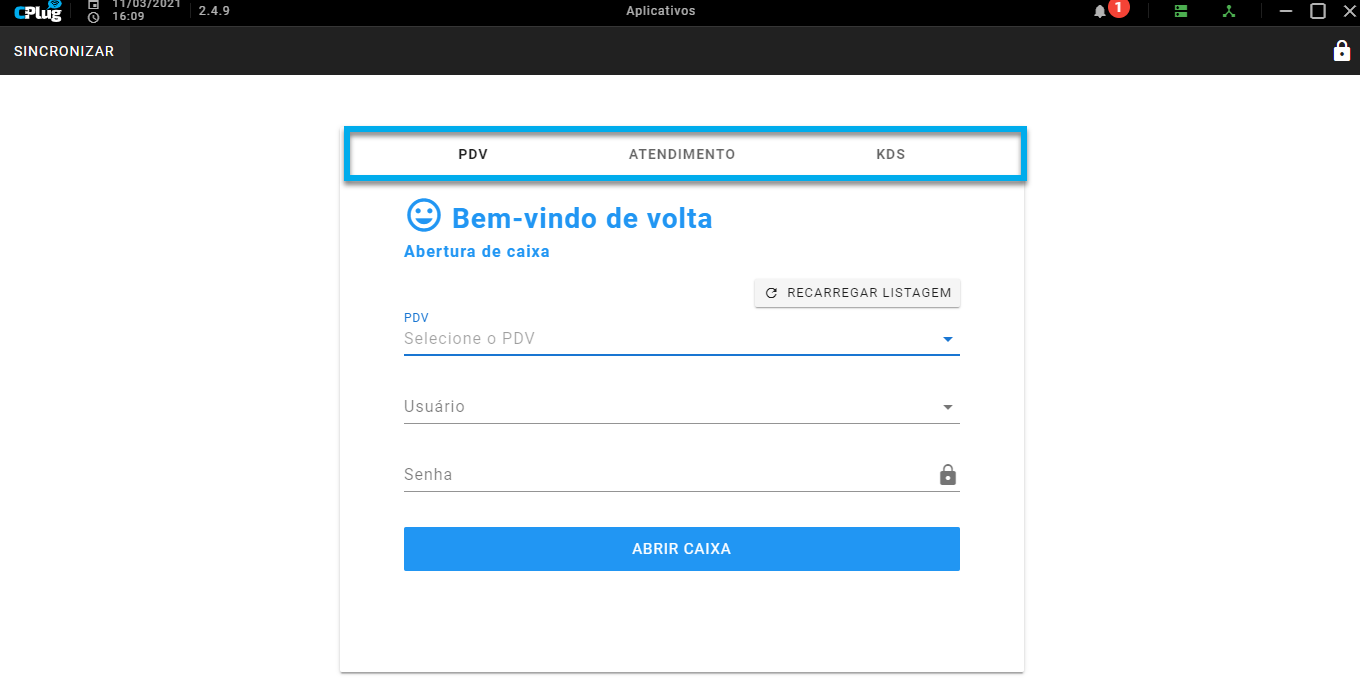 CPlug
11/03/2021
16:09
2.4.9
Aplicativos
1
SINCRONIZAR
PDV ATENDIMENTO KDS
Bem-vindo de volta
Abertura de caixa
RECARREGAR LISTAGEM
PDV
Selecione o PDV
Usuário
Senha
ABRIR CAIXA